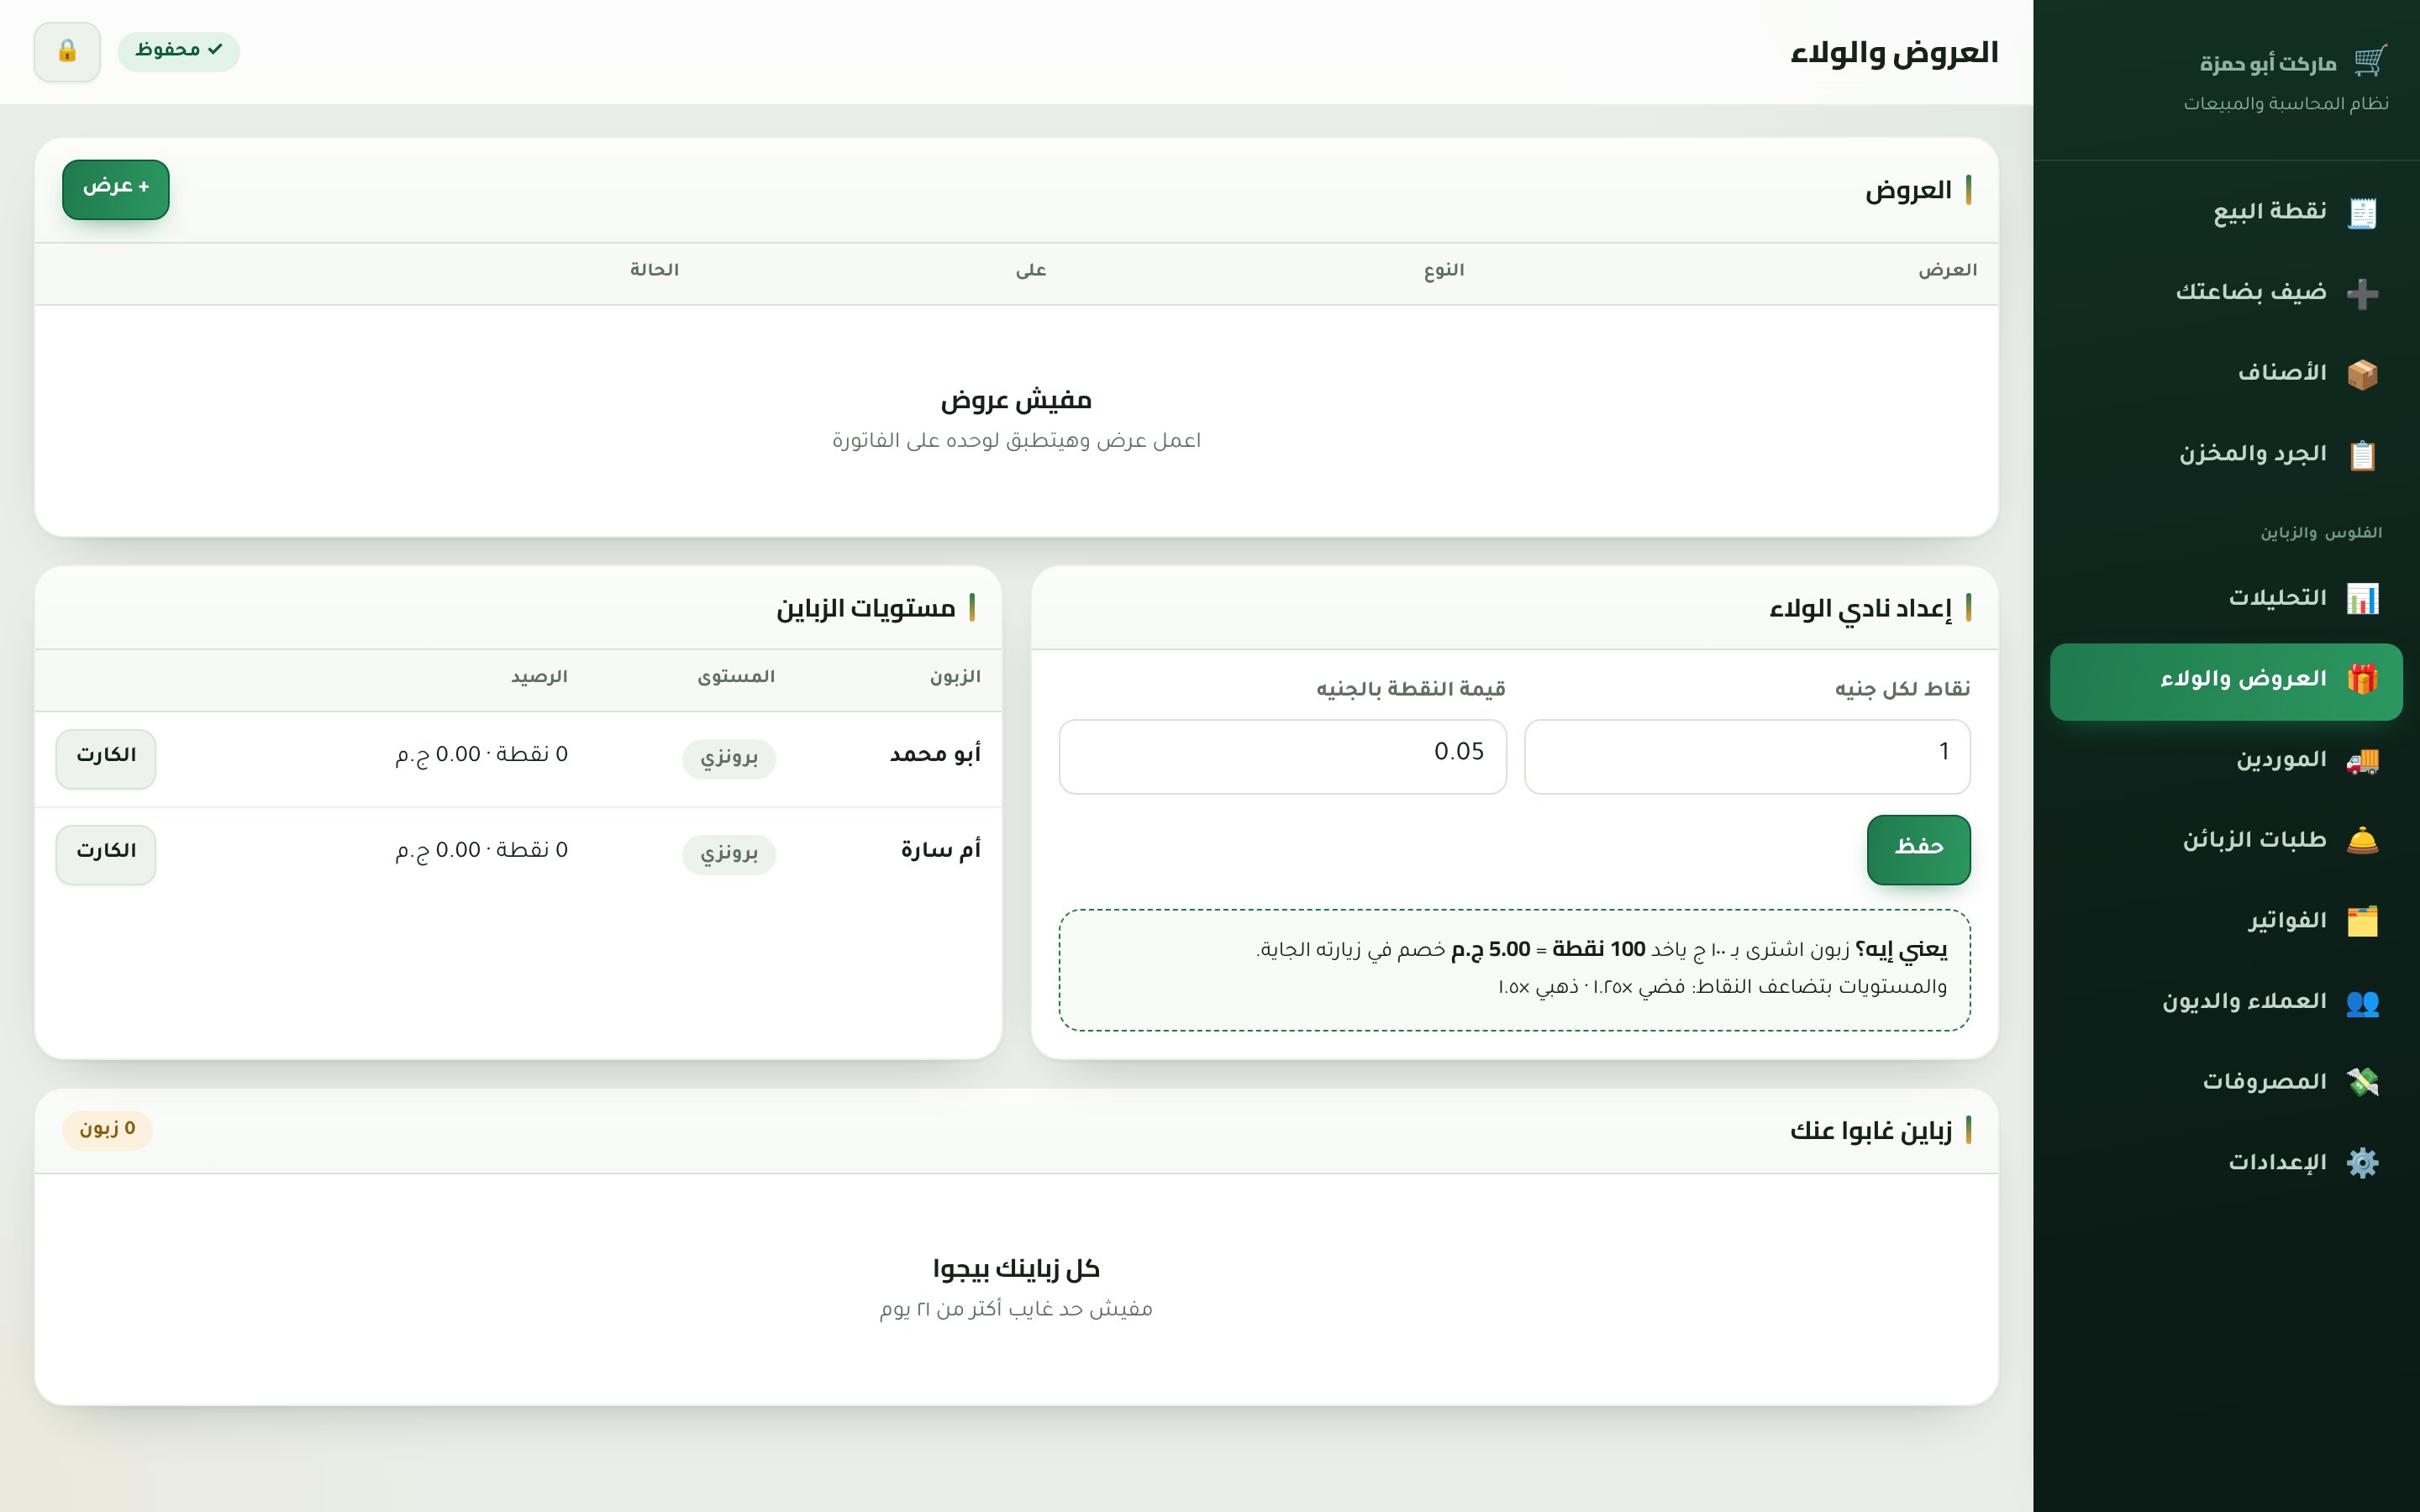 ماركت أبو حمزة
نظام المحاسبة والمبيعات
نقطة البيع
ضيف بضاعتك
الأصناف
الجرد والمخزن
الفلوس والزباين
التحليلات
العروض والولاء
الموردين
طلبات الزبائن
الفواتير
العملاء والديون
المصروفات
الإعدادات
العروض والولاء
✓ محفوظ
العروض
+ عرض
العرض النوع على الحالة
مفيش عروض
اعمل عرض وهيتطبق لوحده على الفاتورة
إعداد نادي الولاء
نقاط لكل جنيه
قيمة النقطة بالجنيه
1
0.05
حفظ
يعني إيه؟ زبون اشترى بـ ١٠٠ ج ياخد 100 نقطة = 5.00 ج.م خصم في زيارته الجاية.
والمستويات بتضاعف النقاط: فضي ×١.٢٥ · ذهبي ×١.٥
مستويات الزباين
الزبون المستوى الرصيد
أبو محمد برونزي 0 نقطة · 0.00 ج.م الكارت
أم سارة برونزي 0 نقطة · 0.00 ج.م الكارت
زباين غابوا عنك
0 زبون
كل زباينك بيجوا
مفيش حد غايب أكتر من ٢١ يوم